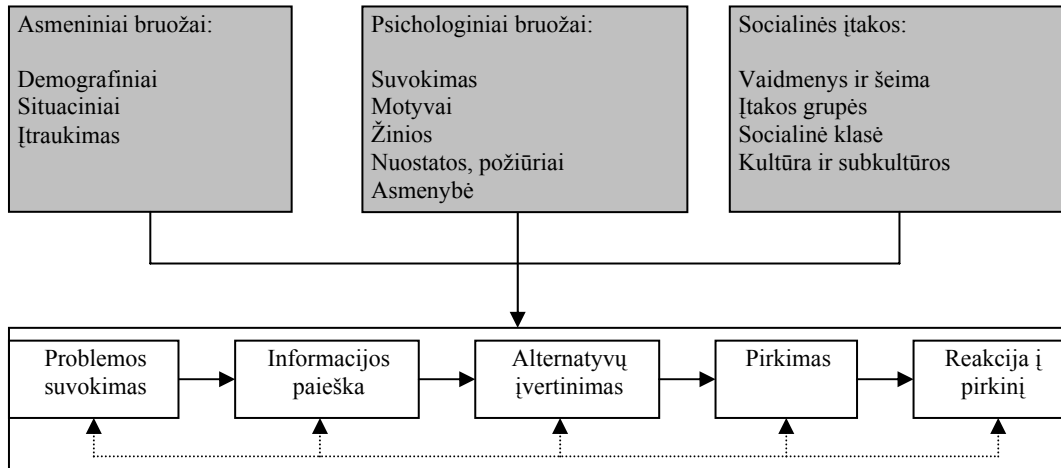 Asmeniniai bruožai:
Demografiniai
Situaciniai
Įtraukimas
Psichologiniai bruožai:
Suvokimas
Motyvai
Žinios
Nuostatos, požiūriai
Asmenybė
Socialinės įtakos:
Vaidmenys ir šeima
Įtakos grupės
Socialinė klasė
Kultūra ir subkultūros
Problemos
suvokimas
Informacijos
paieška
Alternatyvų
įvertinimas
Pirkimas
Reakcija į
pirkinį